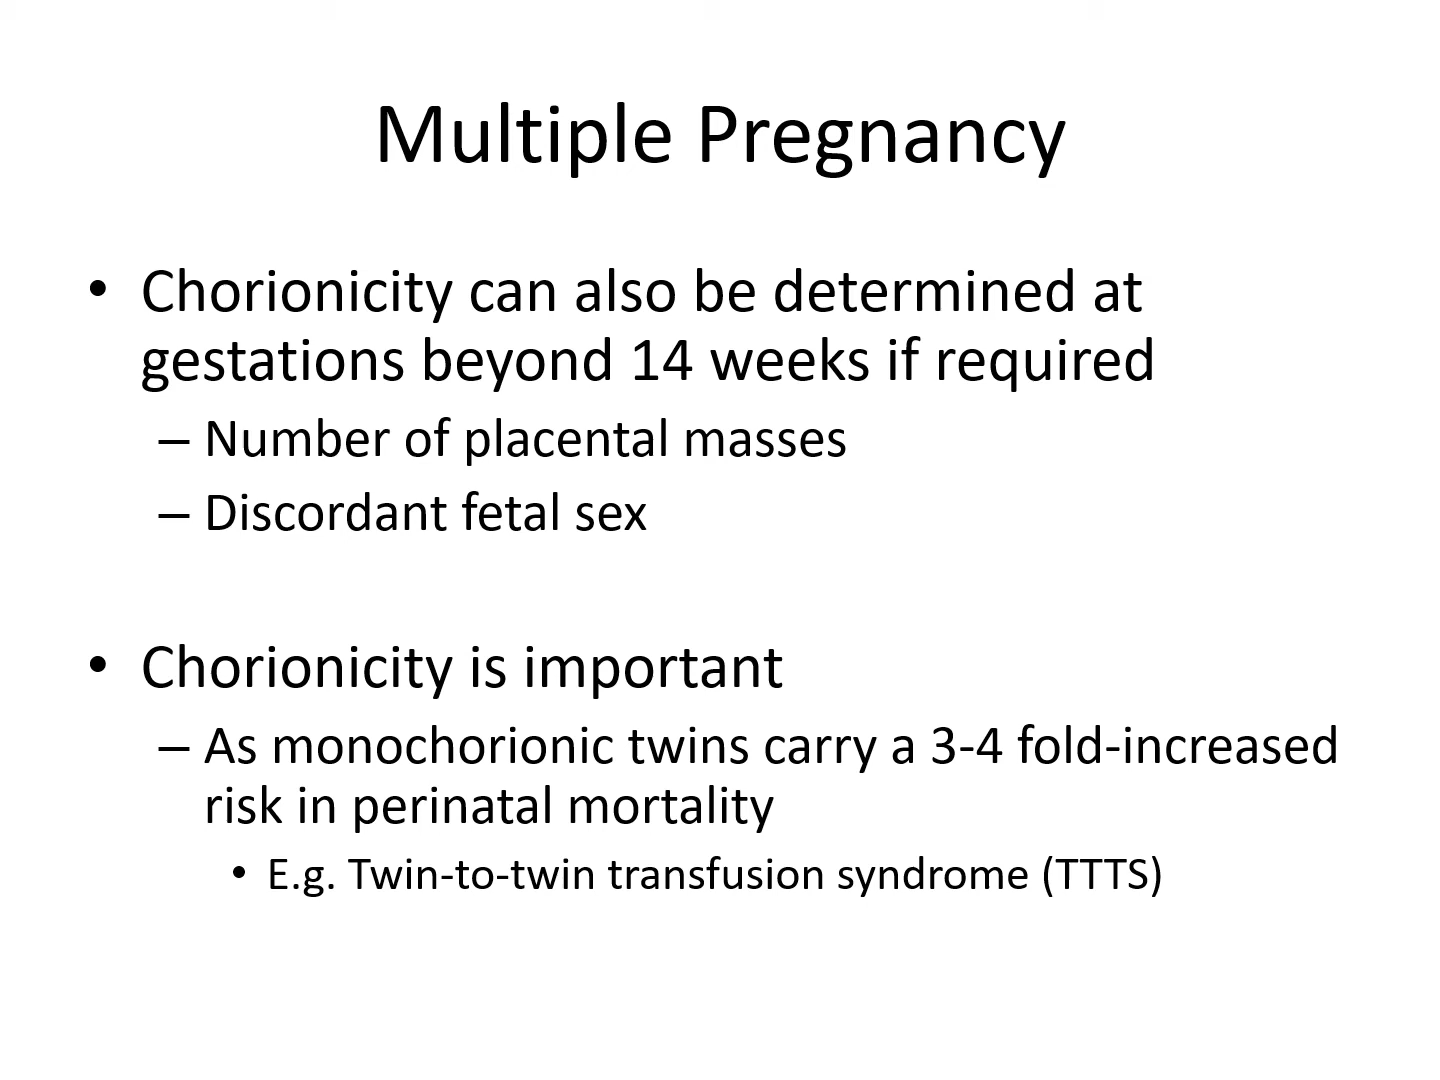 Multiple Pregnancy
• Chorionicity can also be determined at
gestations beyond 14 weeks if required
– Number of placental masses
– Discordant fetal sex
• Chorionicity is important
– As monochorionic twins carry a 3-4 fold-increased
risk in perinatal mortality
• E.g. Twin-to-twin transfusion syndrome (TTTS)